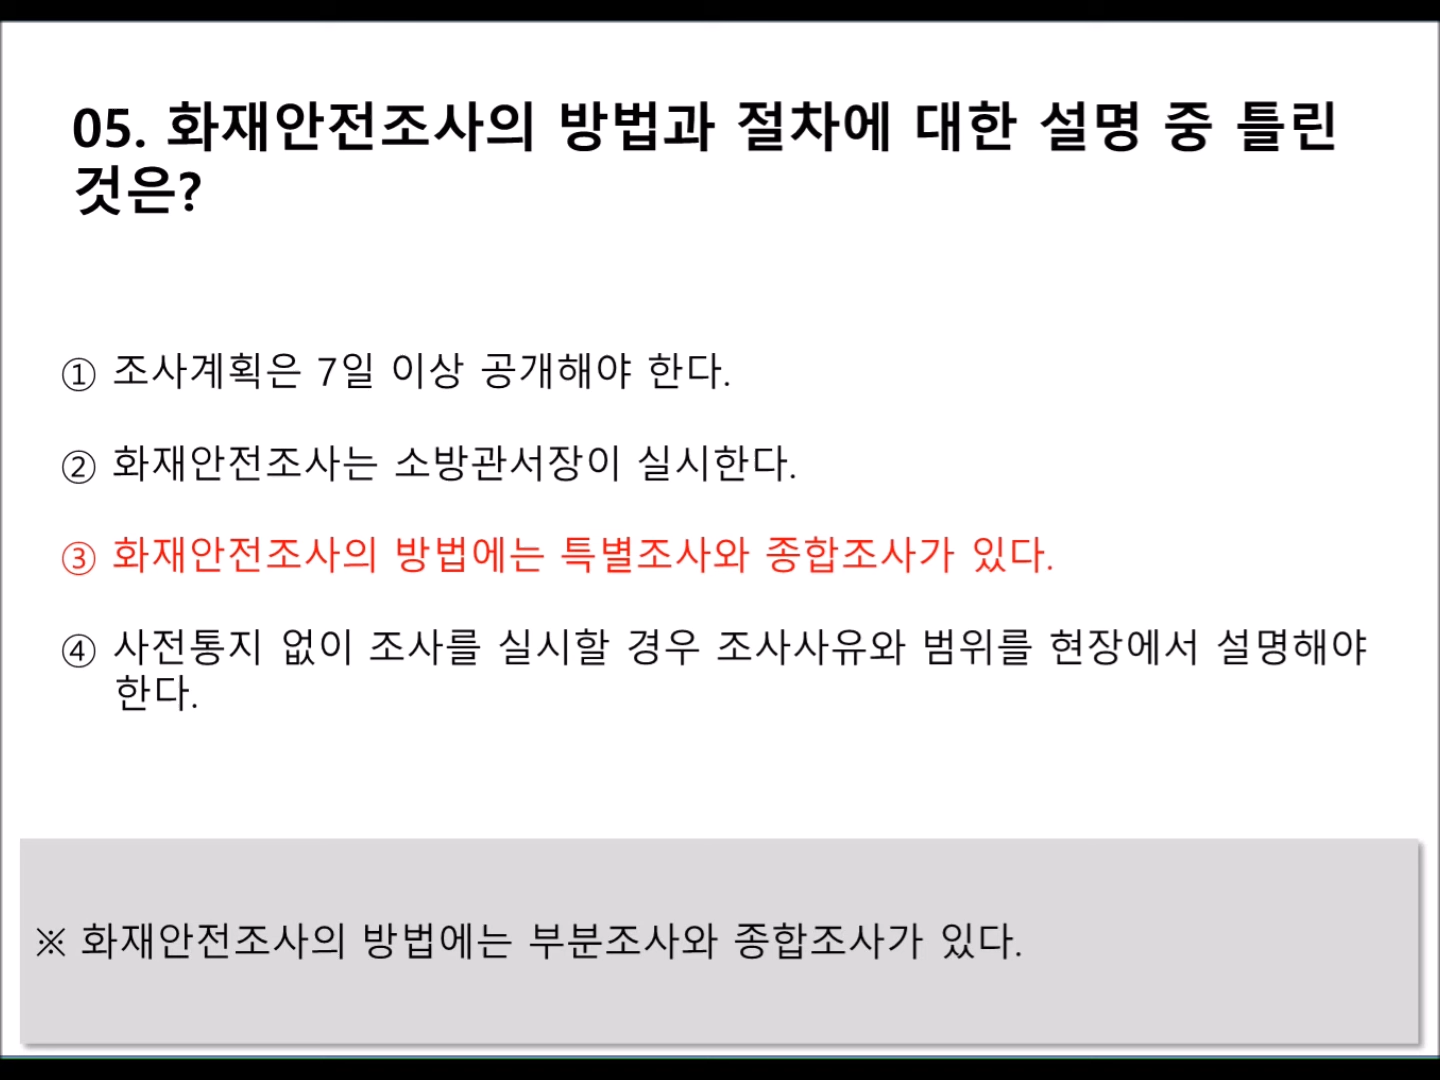 05. 화재안전조사의 방법과 절차에 대한 설명 중 틀린
것은?
① 조사계획은 7일 이상 공개해야 한다.
② 화재안전조사는 소방관서장이 실시한다.
③ 화재안전조사의 방법에는 특별조사와 종합조사가 있다.
④ 사전통지 없이 조사를 실시할 경우 조사사유와 범위를 현장에서 설명해야
한다.
※ 화재안전조사의 방법에는 부분조사와 종합조사가 있다.